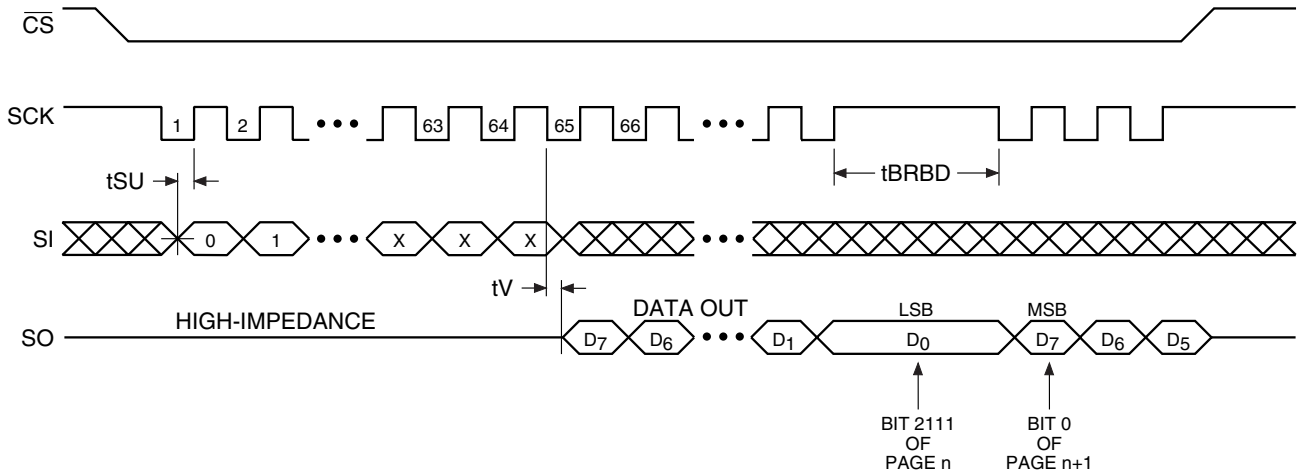 CS
SCK
1 2 63 64 65 66
tSU
tBRBD
SI
0 1 X X X
tV
HIGH-IMPEDANCE
DATA OUT
LSB
MSB
SO
D7 D6 D1 D0 D7 D6 D5
BIT 2111
OF
PAGE n
BIT 0
OF
PAGE n+1